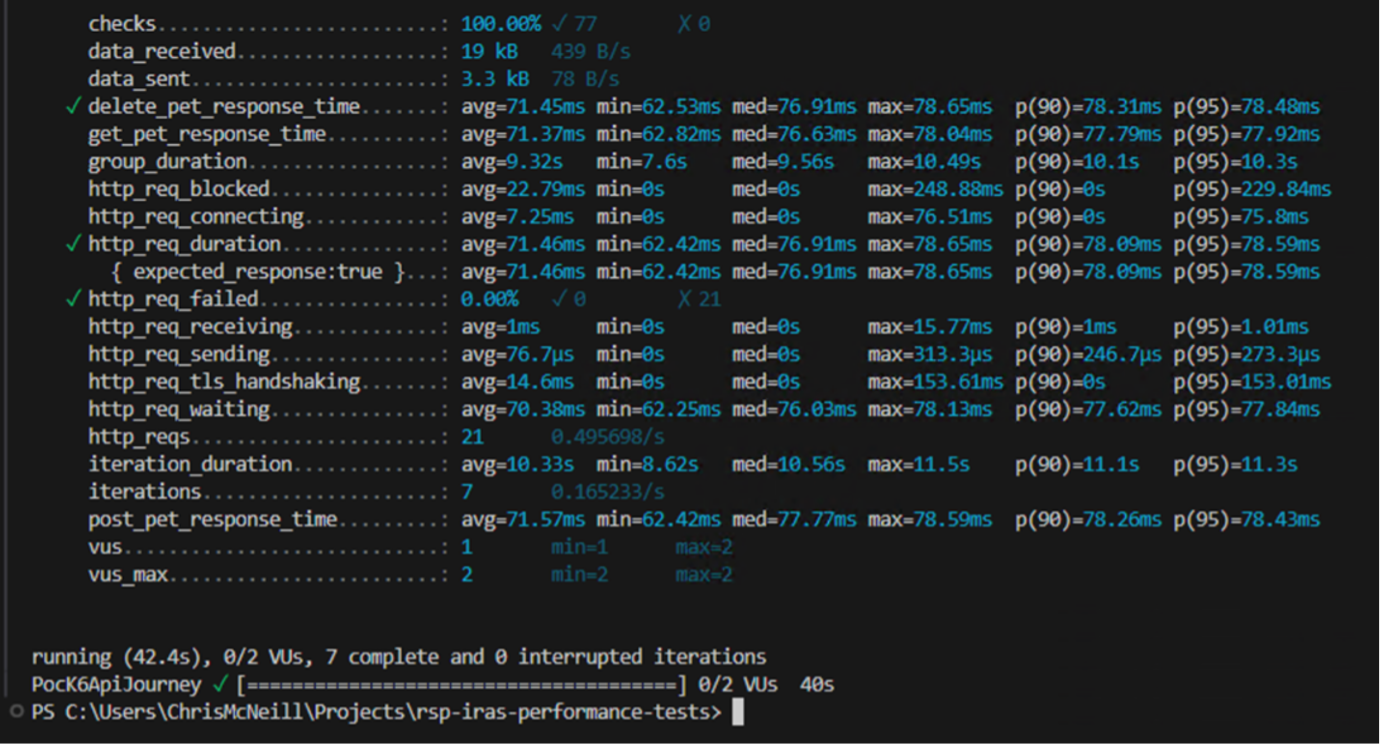 checks.........................: 100.00% ✓ 77 ✗ 0
data_received..................: 19 kB 439 B/s
data_sent......................: 3.3 kB 78 B/s
✓ delete_pet_response_time.......: avg=71.45ms min=62.53ms med=76.91ms max=78.65ms p(90)=78.31ms p(95)=78.48ms
get_pet_response_time..........: avg=71.37ms min=62.82ms med=76.63ms max=78.04ms p(90)=77.79ms p(95)=77.92ms
group_duration.................: avg=9.32s min=7.6s med=9.56s max=10.49s p(90)=10.1s p(95)=10.3s
http_req_blocked...............: avg=22.79ms min=0s med=0s max=248.88ms p(90)=0s p(95)=229.84ms
http_req_connecting............: avg=7.25ms min=0s med=0s max=76.51ms p(90)=0s p(95)=75.8ms
✓ http_req_duration..............: avg=71.46ms min=62.42ms med=76.91ms max=78.65ms p(90)=78.09ms p(95)=78.59ms
{ expected_response:true }...: avg=71.46ms min=62.42ms med=76.91ms max=78.65ms p(90)=78.09ms p(95)=78.59ms
✓ http_req_failed................: 0.00% ✓ 0 ✗ 21
http_req_receiving.............: avg=1ms min=0s med=0s max=15.77ms p(90)=1ms p(95)=1.01ms
http_req_sending...............: avg=76.7µs min=0s med=0s max=313.3µs p(90)=246.7µs p(95)=273.3µs
http_req_tls_handshaking.......: avg=14.6ms min=0s med=0s max=153.61ms p(90)=0s p(95)=153.01ms
http_req_waiting...............: avg=70.38ms min=62.25ms med=76.03ms max=78.13ms p(90)=77.62ms p(95)=77.84ms
http_reqs......................: 21 0.495698/s
iteration_duration.............: avg=10.33s min=8.62s med=10.56s max=11.5s p(90)=11.1s p(95)=11.3s
iterations.....................: 7 0.165233/s
post_pet_response_time.........: avg=71.57ms min=62.42ms med=77.77ms max=78.59ms p(90)=78.26ms p(95)=78.43ms
vus............................: 1 min=1 max=2
vus_max........................: 2 min=2 max=2
running (42.4s), 0/2 VUs, 7 complete and 0 interrupted iterations
PocK6ApiJourney ✓ [======================================] 0/2 VUs 40s
PS C:\Users\ChrisMcNeill\Projects\rsp-iras-performance-tests>